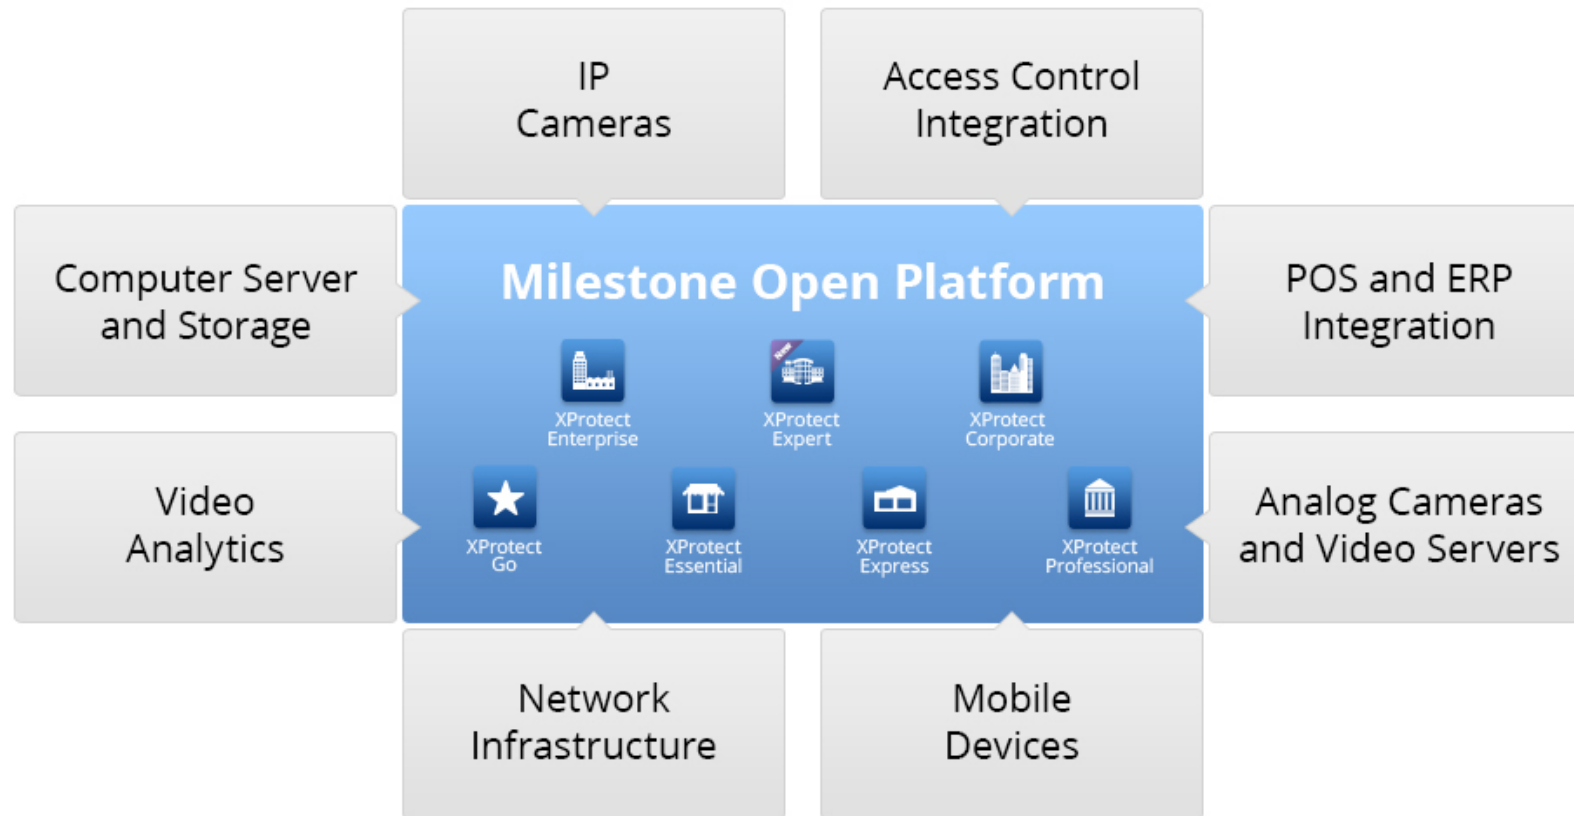 IP
Cameras
Access Control
Integration
Computer Server
and Storage
Milestone Open Platform
POS and ERP
Integration
New
XProtect
Enterprise
XProtect
Expert
XProtect
Corporate
Video
Analytics
XProtect
Go
XProtect
Essential
XProtect
Express
XProtect
Professional
Analog Cameras
and Video Servers
Network
Infrastructure
Mobile
Devices